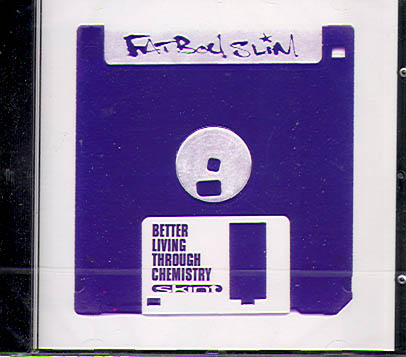 FATBOY SLIM
BETTER
LIVING
THROUGH
CHEMISTRY
skint